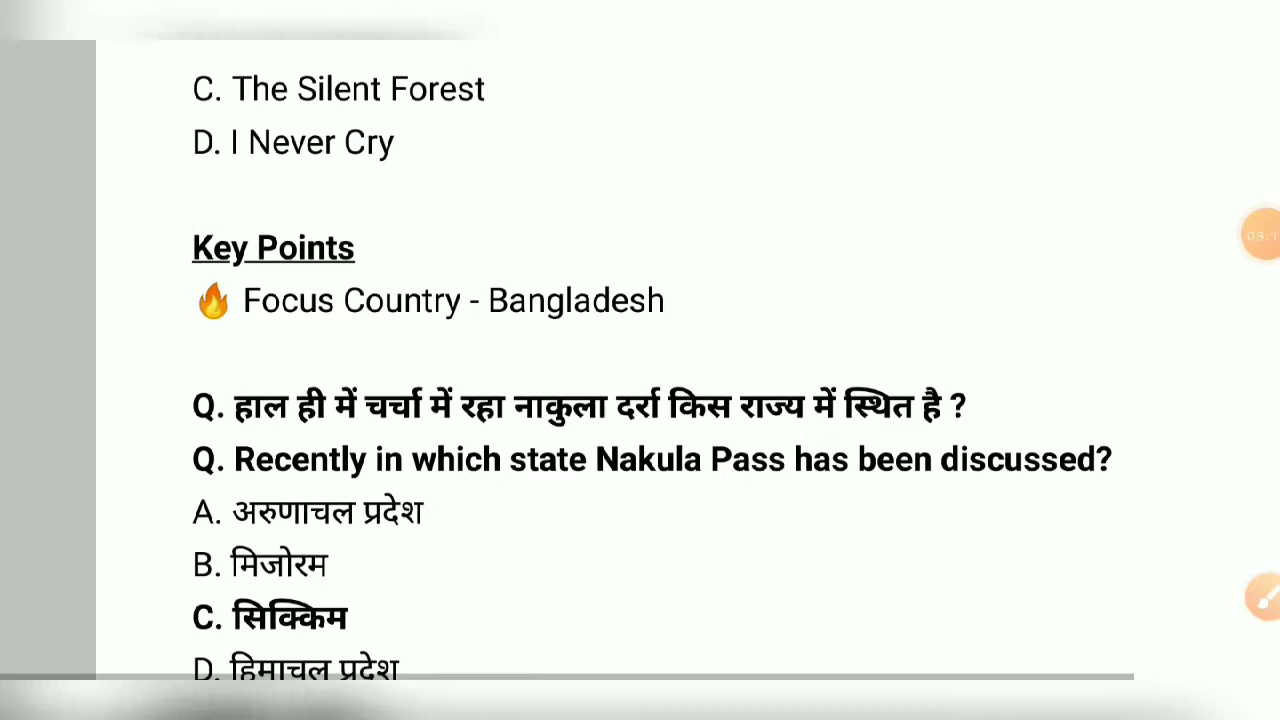 C. The Silent Forest
D. I Never Cry
Key Points
🔥 Focus Country - Bangladesh
Q. हाल ही में चर्चा में रहा नाकुला दर्रा किस राज्य में स्थित है ?
Q. Recently in which state Nakula Pass has been discussed?
A. अरुणाचल प्रदेश
B. मिजोरम
C. सिक्किम
D. हिमाचल प्रदेश